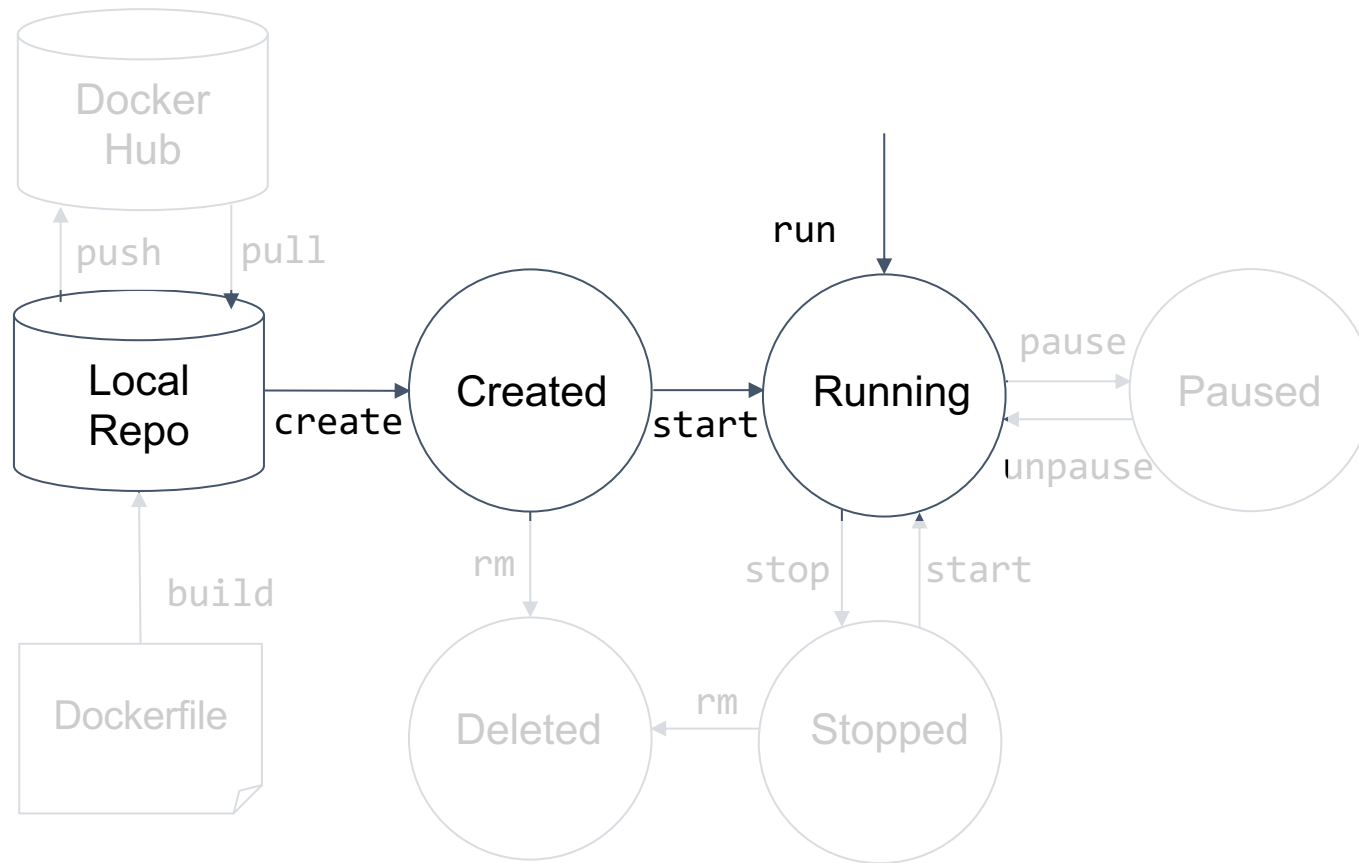 Docker
Hub
push
pull
run
Local
Repo
create
Created
start
Running
pause
unpause
Paused
build
rm
stop
start
Dockerfile
Deleted
rm
Stopped